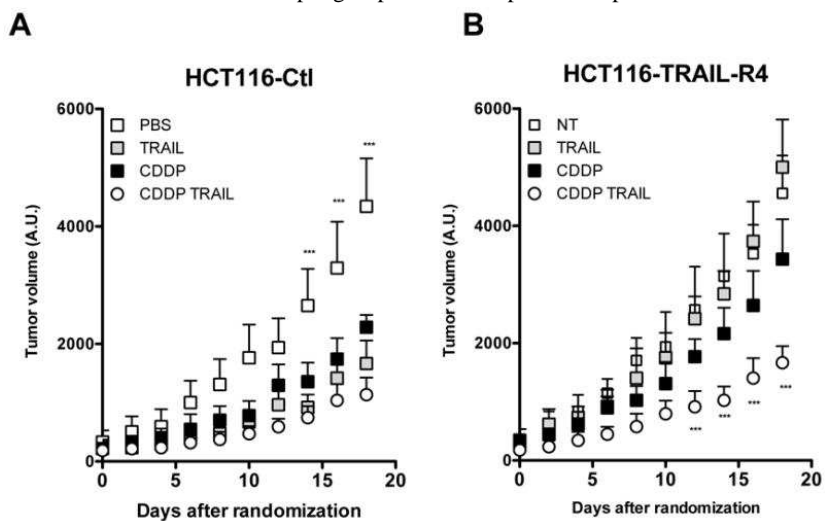 A
HCT116-Ctl
6000
4000
2000
0
Tumor volume (A.U.)
PBS
TRAIL
CDDP
CDDP TRAIL
***
***
***
0 5 10 15 20
Days after randomization
B
HCT116-TRAIL-R4
6000
4000
2000
0
Tumor volume (A.U.)
NT
TRAIL
CDDP
CDDP TRAIL
***
***
***
***
0 5 10 15 20
Days after randomization